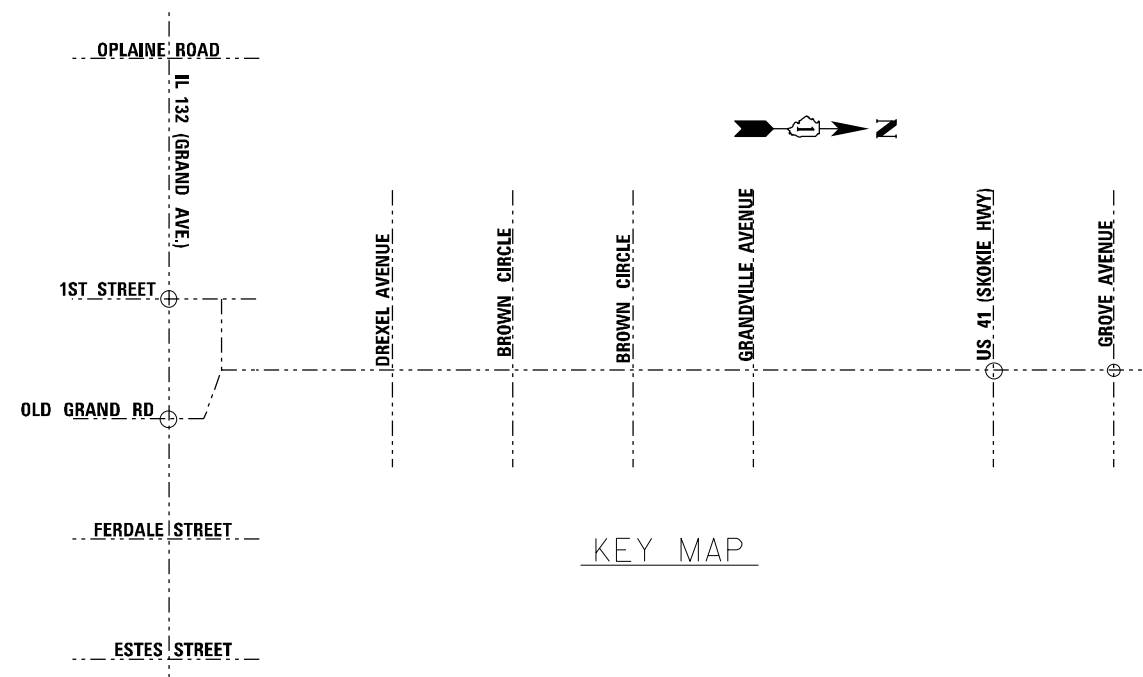 OPLAINE ROAD
IL 132 (GRAND AVE.)
1
N
1ST STREET
OLD GRAND RD
DREXEL AVENUE
BROWN CIRCLE
BROWN CIRCLE
GRANDVILLE AVENUE
US 41 (SKOKIE HWY)
GROVE AVENUE
FERDALE STREET
KEY MAP
ESTES STREET